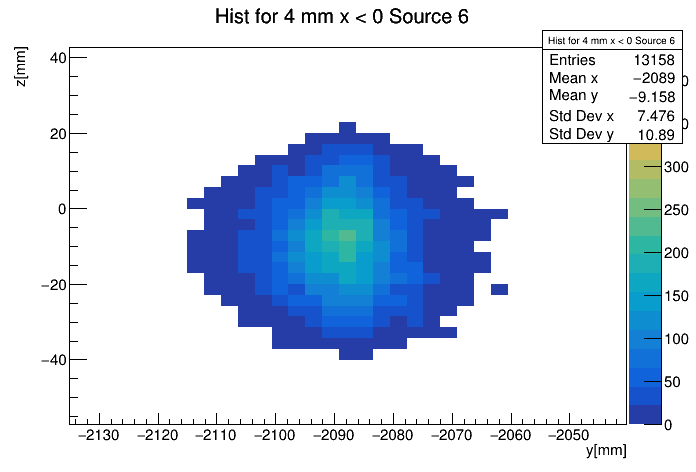 Hist for 4 mm x < 0 Source 6
z[mm]
40
20
0
−20
−40
−2130 −2120 −2110 −2100 −2090 −2080 −2070 −2060 −2050
y[mm]
Hist for 4 mm x < 0 Source 6
Entries 13158
Mean x −2089
Mean y −9.158
Std Dev x 7.476
Std Dev y 10.89
0
0
300
250
200
150
100
50
0